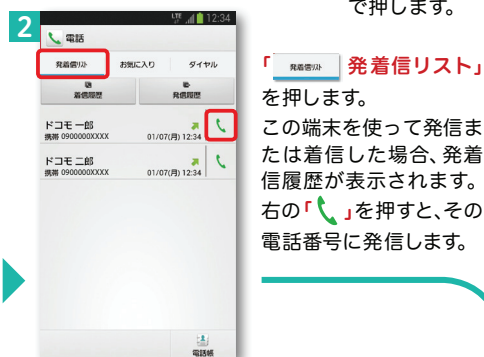 で押します。
2
LTE 12:34
電話
発着信リスト お気に入り ダイヤル
着信履歴 発信履歴
ドコモ 一郎
携帯 0900000XXXX 01/07(月) 12:34
ドコモ 二郎
携帯 0900000XXXX 01/07(月) 12:34
電話帳
「 発着信リスト 発着信リスト」
を押します。
この端末を使って発信ま
たは着信した場合、発着
信履歴が表示されます。
右の「 」を押すと、その
電話番号に発信します。